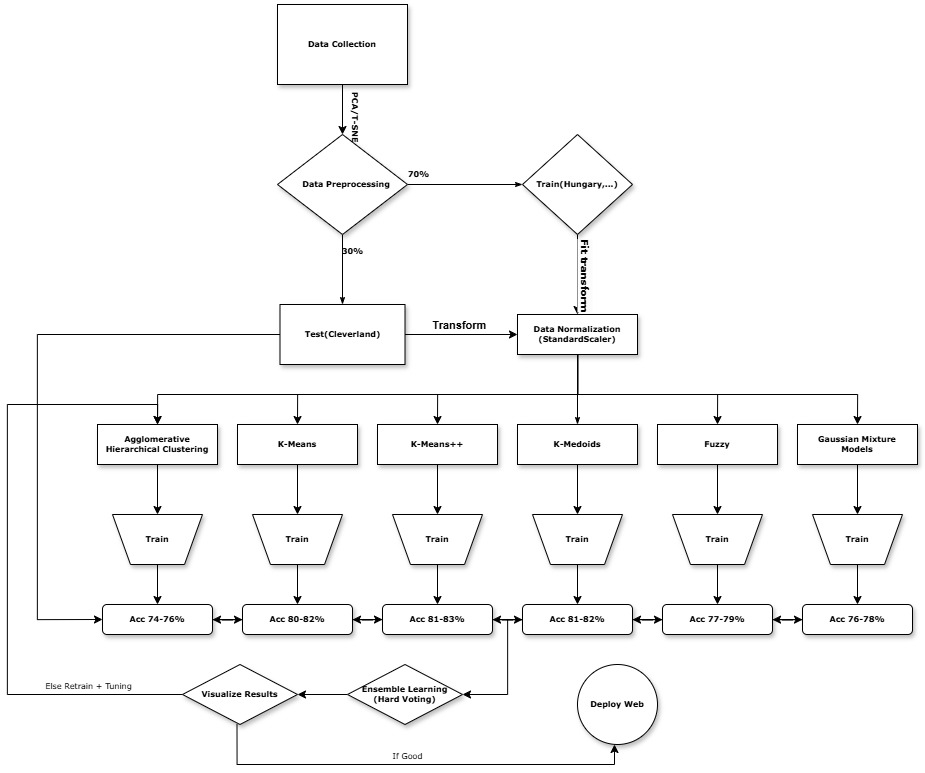 Data Collection
PCA/T-SNE
Data Preprocessing
70%
Train(Hungary,...)
30%
Fit transform
Test(Cleverland)
Transform
Data Normalization
(StandardScaler)
Agglomerative
Hierarchical Clustering
K-Means
K-Means++
K-Medoids
Fuzzy
Gaussian Mixture
Models
Train
Train
Train
Train
Train
Train
Acc 74-76%
Acc 80-82%
Acc 81-83%
Acc 81-82%
Acc 77-79%
Acc 76-78%
Else Retrain + Tuning
Visualize Results
Ensemble Learning
(Hard Voting)
Deploy Web
If Good